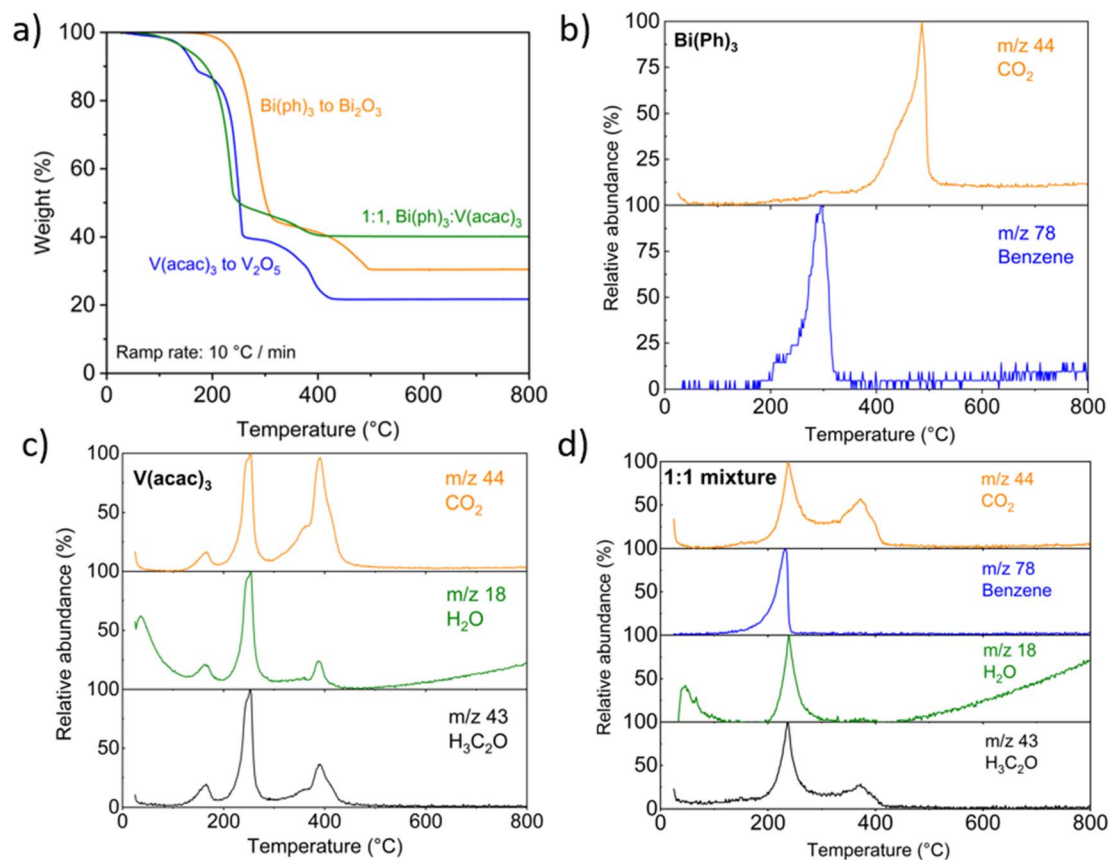 a)
100
80
60
40
20
0
Weight (%)
Bi(ph)₃ to Bi₂O₃
1:1, Bi(ph)₃:V(acac)₃
V(acac)₃ to V₂O₅
Ramp rate: 10 °C / min
0 200 400 600 800
Temperature (°C)
b)
Bi(Ph)₃
m/z 44
CO₂
100
75
50
25
100
75
50
25
0
Relative abundance (%)
m/z 78
Benzene
0 200 400 600 800
Temperature (°C)
c)
V(acac)₃
m/z 44
CO₂
100
50
100
50
100
50
0
Relative abundance (%)
m/z 18
H₂O
m/z 43
H₃C₂O
0 200 400 600 800
Temperature (°C)
d)
1:1 mixture
m/z 44
CO₂
100
50
100
50
100
50
100
50
0
Relative abundance (%)
m/z 78
Benzene
m/z 18
H₂O
m/z 43
H₃C₂O
0 200 400 600 800
Temperature (°C)